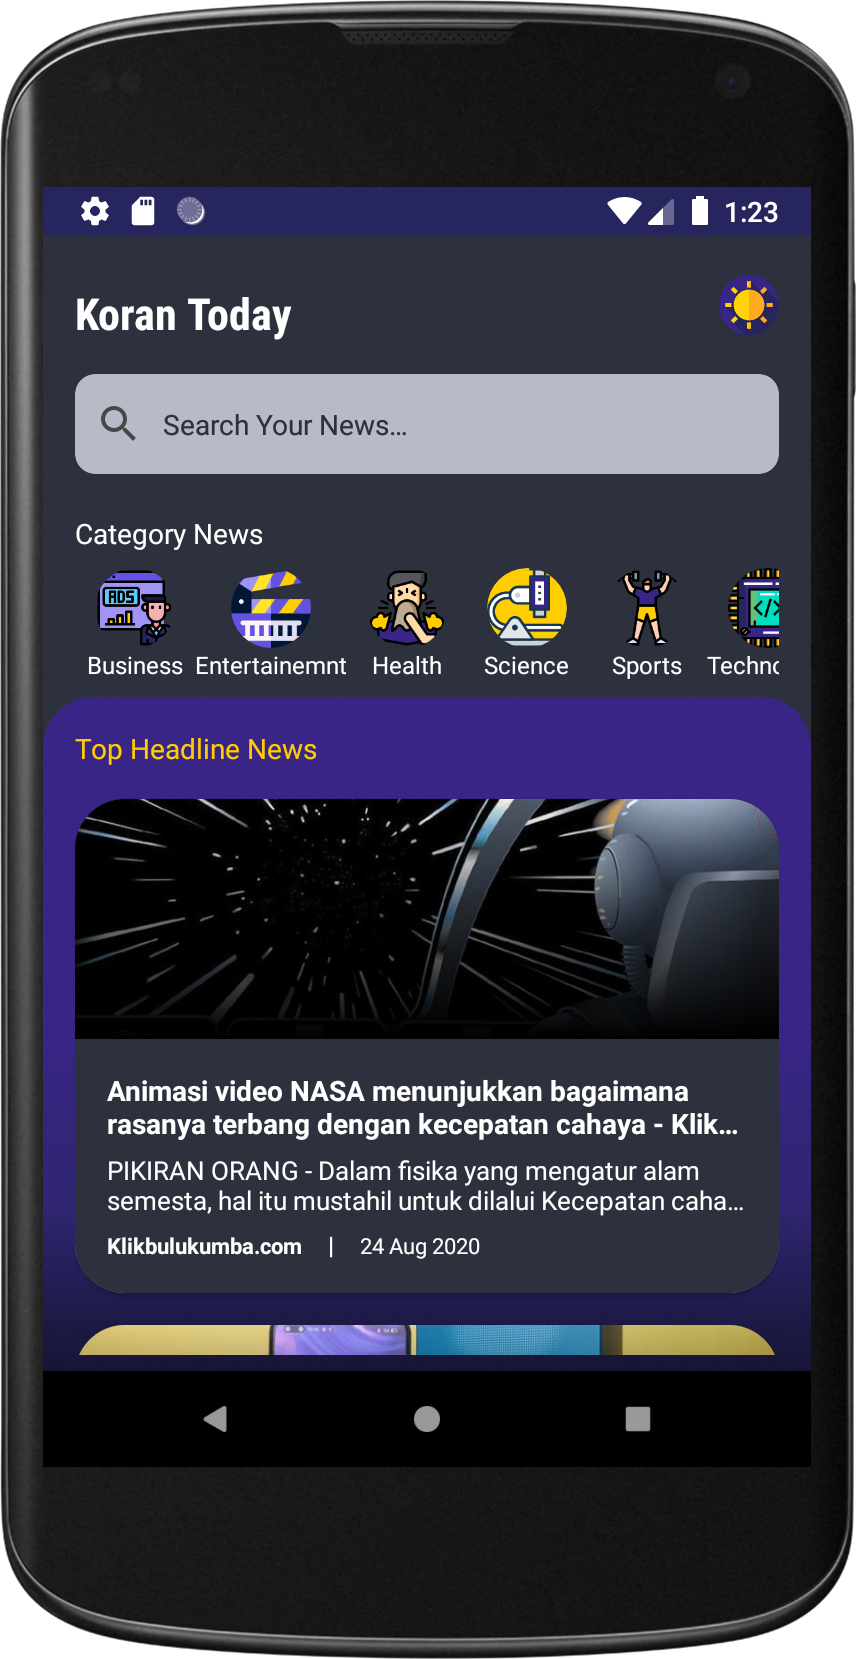 1:23
Koran Today
Search Your News...
Category News
ADS
</>
Business Entertainemnt Health Science Sports Techno
Top Headline News
Animasi video NASA menunjukkan bagaimana
rasanya terbang dengan kecepatan cahaya - Klik...
PIKIRAN ORANG - Dalam fisika yang mengatur alam
semesta, hal itu mustahil untuk dilalui Kecepatan caha...
Klikbulukumba.com | 24 Aug 2020